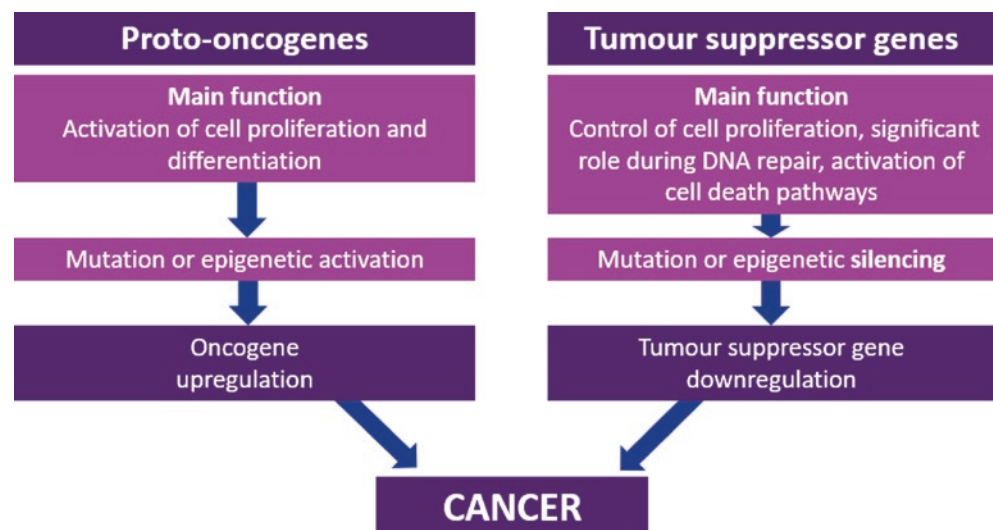 Proto-oncogenes
Main function
Activation of cell proliferation and
differentiation
Mutation or epigenetic activation
Oncogene
upregulation
Tumour suppressor genes
Main function
Control of cell proliferation, significant
role during DNA repair, activation of
cell death pathways
Mutation or epigenetic silencing
Tumour suppressor gene
downregulation
CANCER